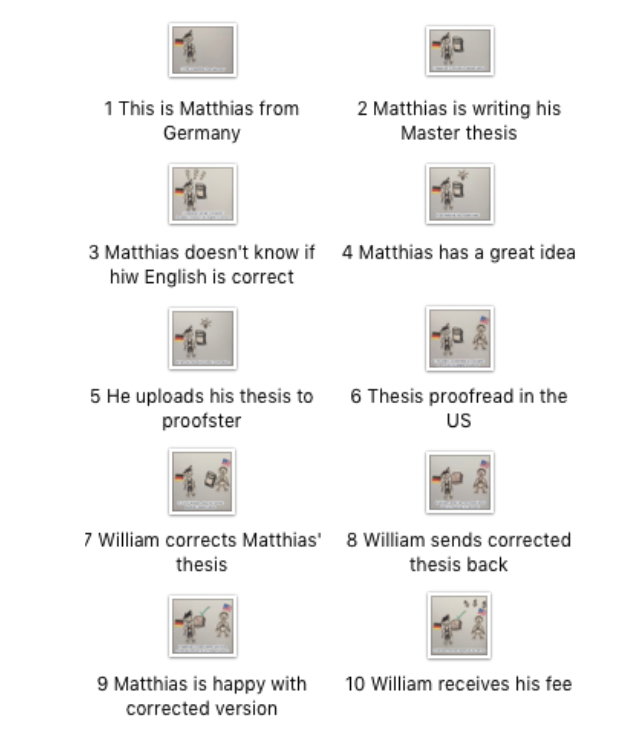 1 This is Matthias from
Germany
2 Matthias is writing his
Master thesis
3 Matthias doesn't know if
hiw English is correct
4 Matthias has a great idea
5 He uploads his thesis to
proofster
6 Thesis proofread in the
US
7 William corrects Matthias'
thesis
8 William sends corrected
thesis back
9 Matthias is happy with
corrected version
10 William receives his fee